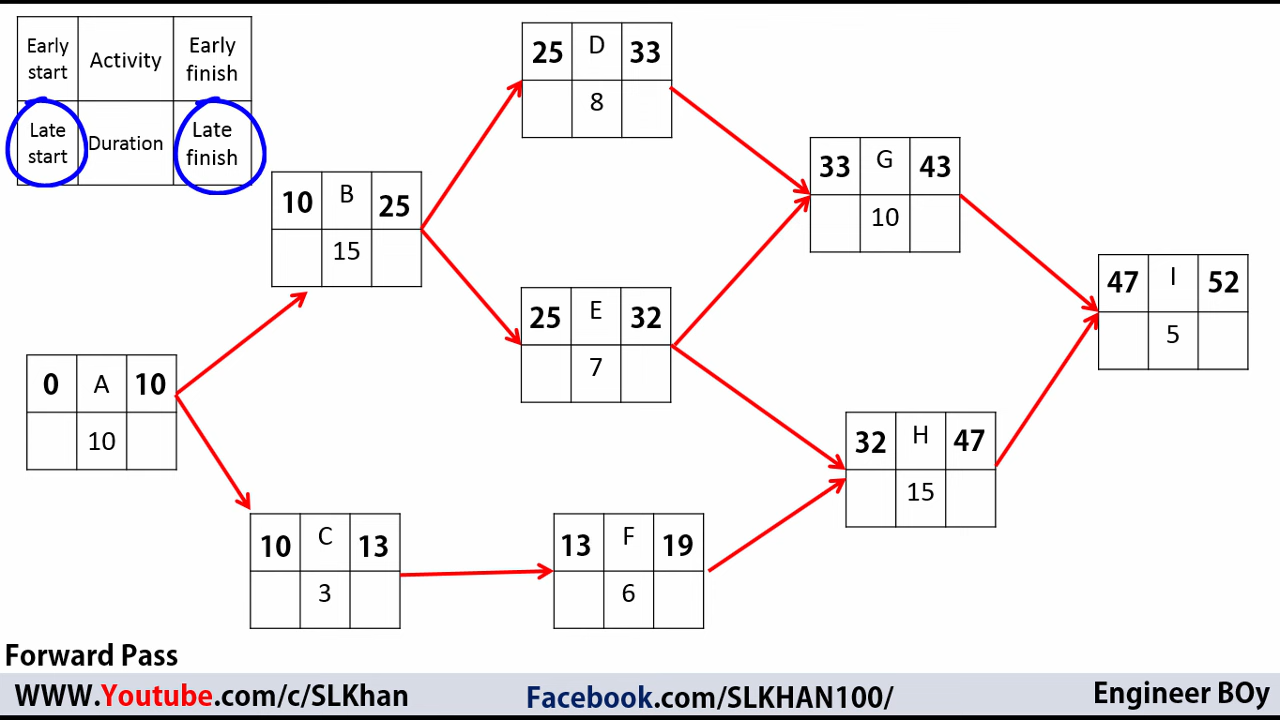 Early start Activity Early finish
Late start Duration Late finish
25 D 33
8
10 B 25
15
33 G 43
10
47 I 52
5
25 E 32
7
0 A 10
10
32 H 47
15
10 C 13
3
13 F 19
6
Forward Pass
WWW.Youtube.com/c/SLKhan Facebook.com/SLKHAN100/ Engineer BOy